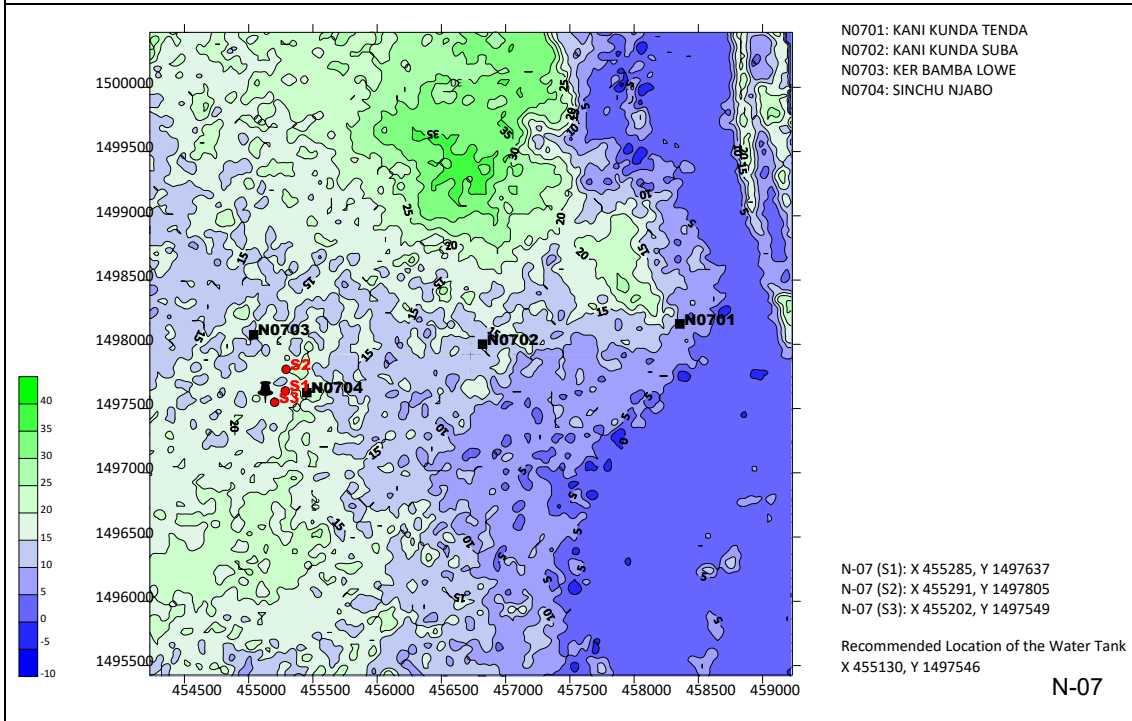 N0701: KANI KUNDA TENDA
N0702: KANI KUNDA SUBA
N0703: KER BAMBA LOWE
N0704: SINCHU NJABO
1500000
1499500
1499000
1498500
1498000
1497500
1497000
1496500
1496000
1495500
N0703
N0702
N0701
S2
S1
N0704
S3
40
35
30
25
20
15
10
5
0
-5
-10
454500 455000 455500 456000 456500 457000 457500 458000 458500 459000
N-07 (S1): X 455285, Y 1497637
N-07 (S2): X 455291, Y 1497805
N-07 (S3): X 455202, Y 1497549
Recommended Location of the Water Tank
X 455130, Y 1497546
N-07